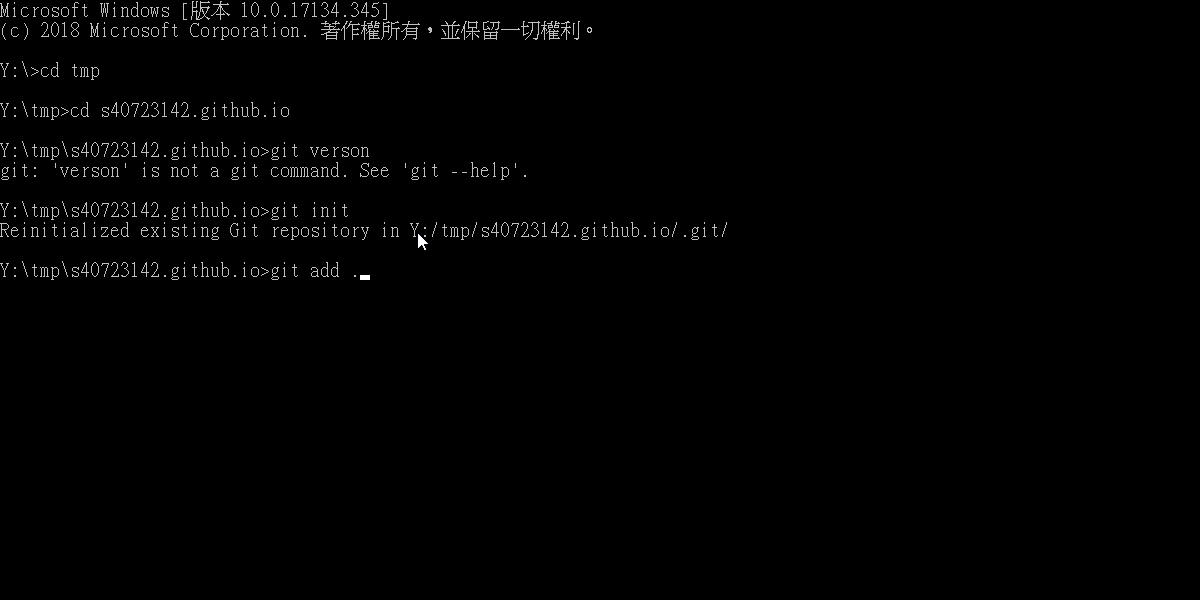 Microsoft Windows [版本 10.0.17134.345]
(c) 2018 Microsoft Corporation. 著作權所有，並保留一切權利。
Y:\>cd tmp
Y:\tmp>cd s40723142.github.io
Y:\tmp\s40723142.github.io>git verson
git: 'verson' is not a git command. See 'git --help'.
Y:\tmp\s40723142.github.io>git init
Reinitialized existing Git repository in Y:/tmp/s40723142.github.io/.git/
Y:\tmp\s40723142.github.io>git add .